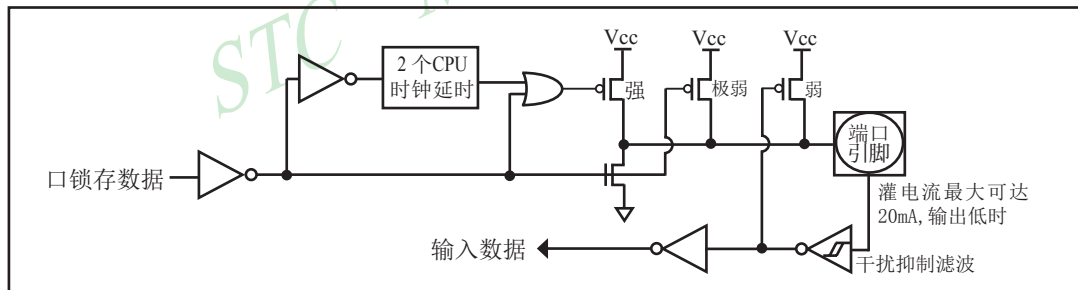 STC
Vcc
Vcc
Vcc
2 个CPU
时钟延时
强
极弱
弱
端口
引脚
口锁存数据
灌电流最大可达
20mA,输出低时
输入数据
干扰抑制滤波